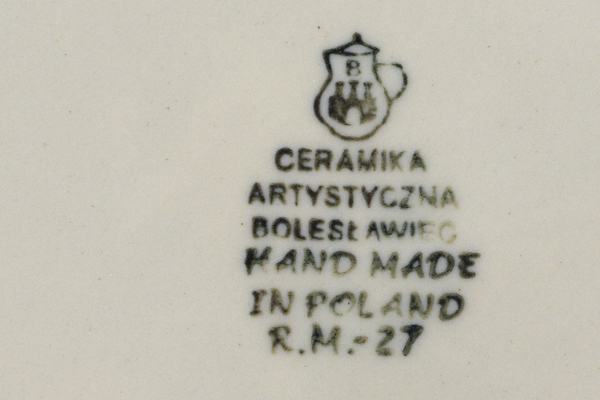 B
CERAMIKA
ARTYSTYCZNA
BOLESŁAWIEC
HAND MADE
IN POLAND
R.M.-27